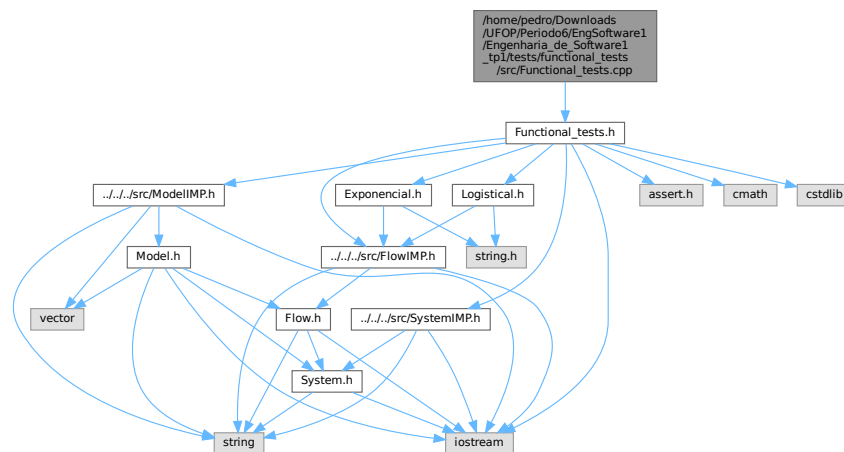 /home/pedro/Downloads
/UFOP/Periodo6/EngSoftware1
/Engenharia_de_Software1
_tp1/tests/functional_tests
/src/Functional_tests.cpp
Functional_tests.h
../../../src/ModelIMP.h
Exponencial.h
Logistical.h
assert.h
cmath
cstdlib
Model.h
../../../src/FlowIMP.h
string.h
vector
Flow.h
../../../src/SystemIMP.h
System.h
string
iostream